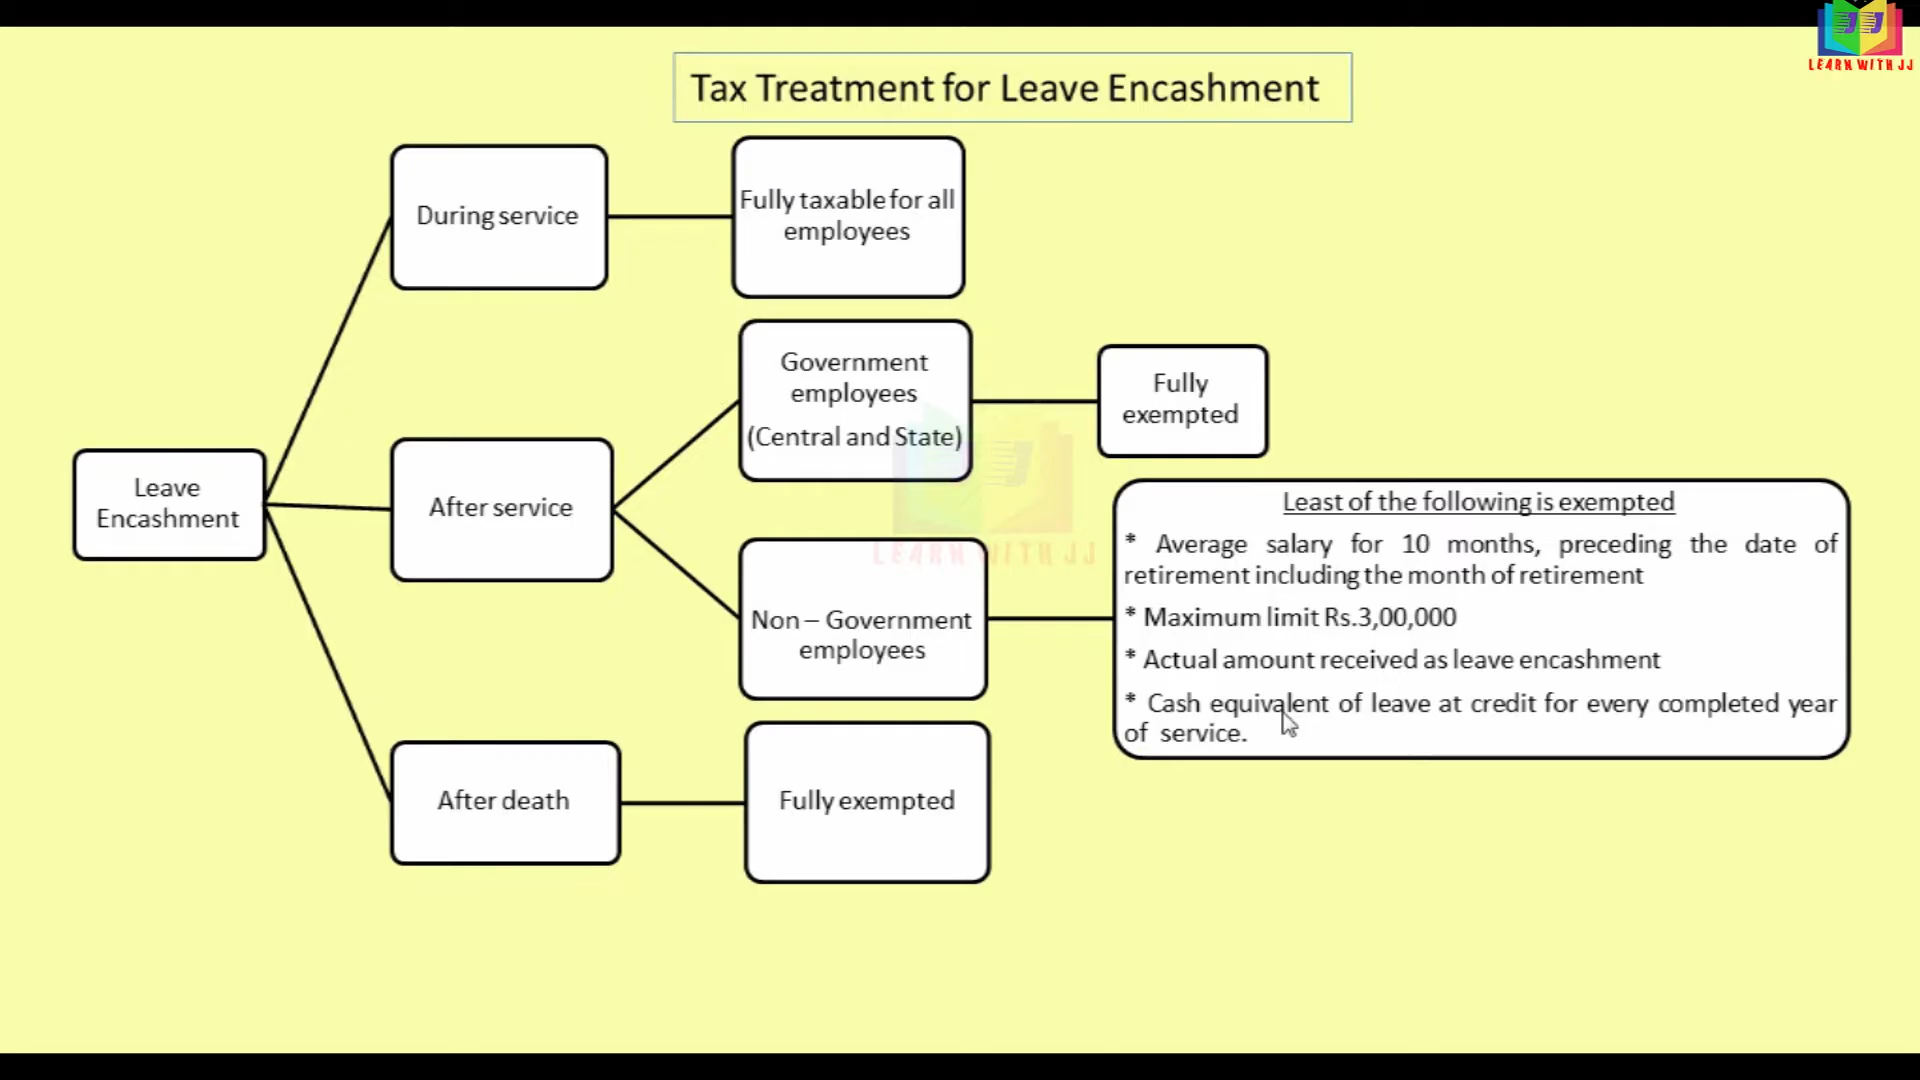 LEARN WITH JJ
Tax Treatment for Leave Encashment
During service
Fully taxable for all
employees
Government
employees
(Central and State)
Fully
exempted
Leave
Encashment
After service
Non – Government
employees
Least of the following is exempted
* Average salary for 10 months, preceding the date of
retirement including the month of retirement
* Maximum limit Rs.3,00,000
* Actual amount received as leave encashment
* Cash equivalent of leave at credit for every completed year
of service.
After death
Fully exempted
LEARN WITH JJ